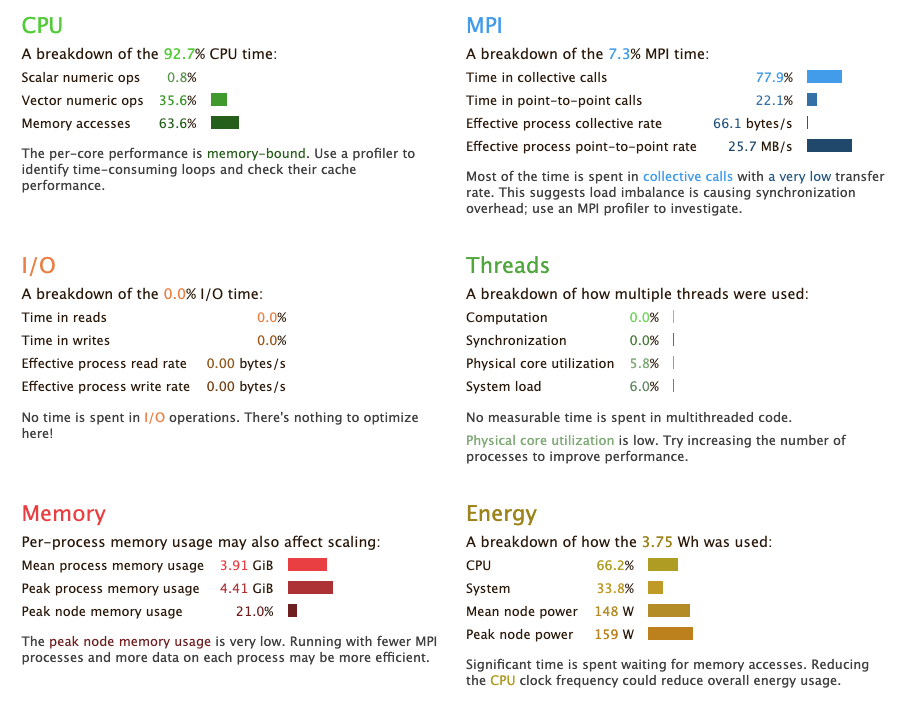 CPU
A breakdown of the 92.7% CPU time:
Scalar numeric ops 0.8%
Vector numeric ops 35.6%
Memory accesses 63.6%
The per-core performance is memory-bound. Use a profiler to
identify time-consuming loops and check their cache
performance.
MPI
A breakdown of the 7.3% MPI time:
Time in collective calls 77.9%
Time in point-to-point calls 22.1%
Effective process collective rate 66.1 bytes/s
Effective process point-to-point rate 25.7 MB/s
Most of the time is spent in collective calls with a very low transfer
rate. This suggests load imbalance is causing synchronization
overhead; use an MPI profiler to investigate.
I/O
A breakdown of the 0.0% I/O time:
Time in reads 0.0%
Time in writes 0.0%
Effective process read rate 0.00 bytes/s
Effective process write rate 0.00 bytes/s
No time is spent in I/O operations. There's nothing to optimize
here!
Threads
A breakdown of how multiple threads were used:
Computation 0.0%
Synchronization 0.0%
Physical core utilization 5.8%
System load 6.0%
No measurable time is spent in multithreaded code.
Physical core utilization is low. Try increasing the number of
processes to improve performance.
Memory
Per-process memory usage may also affect scaling:
Mean process memory usage 3.91 GiB
Peak process memory usage 4.41 GiB
Peak node memory usage 21.0%
The peak node memory usage is very low. Running with fewer MPI
processes and more data on each process may be more efficient.
Energy
A breakdown of how the 3.75 Wh was used:
CPU 66.2%
System 33.8%
Mean node power 148 W
Peak node power 159 W
Significant time is spent waiting for memory accesses. Reducing
the CPU clock frequency could reduce overall energy usage.